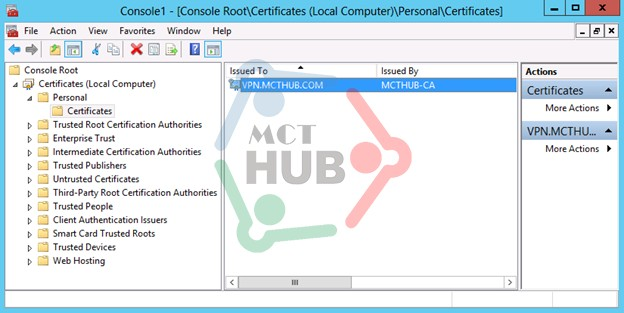 Console1 - [Console Root\Certificates (Local Computer)\Personal\Certificates]
File Action View Favorites Window Help
Console Root
Certificates (Local Computer)
Personal
Certificates
Trusted Root Certification Authorities
Enterprise Trust
Intermediate Certification Authorities
Trusted Publishers
Untrusted Certificates
Third-Party Root Certification Authorities
Trusted People
Client Authentication Issuers
Smart Card Trusted Roots
Trusted Devices
Web Hosting
Issued To Issued By
VPN.MCTHUB.COM MCTHUB-CA
MCT
HUB
Actions
Certificates
More Actions
VPN.MCTHU...
More Actions